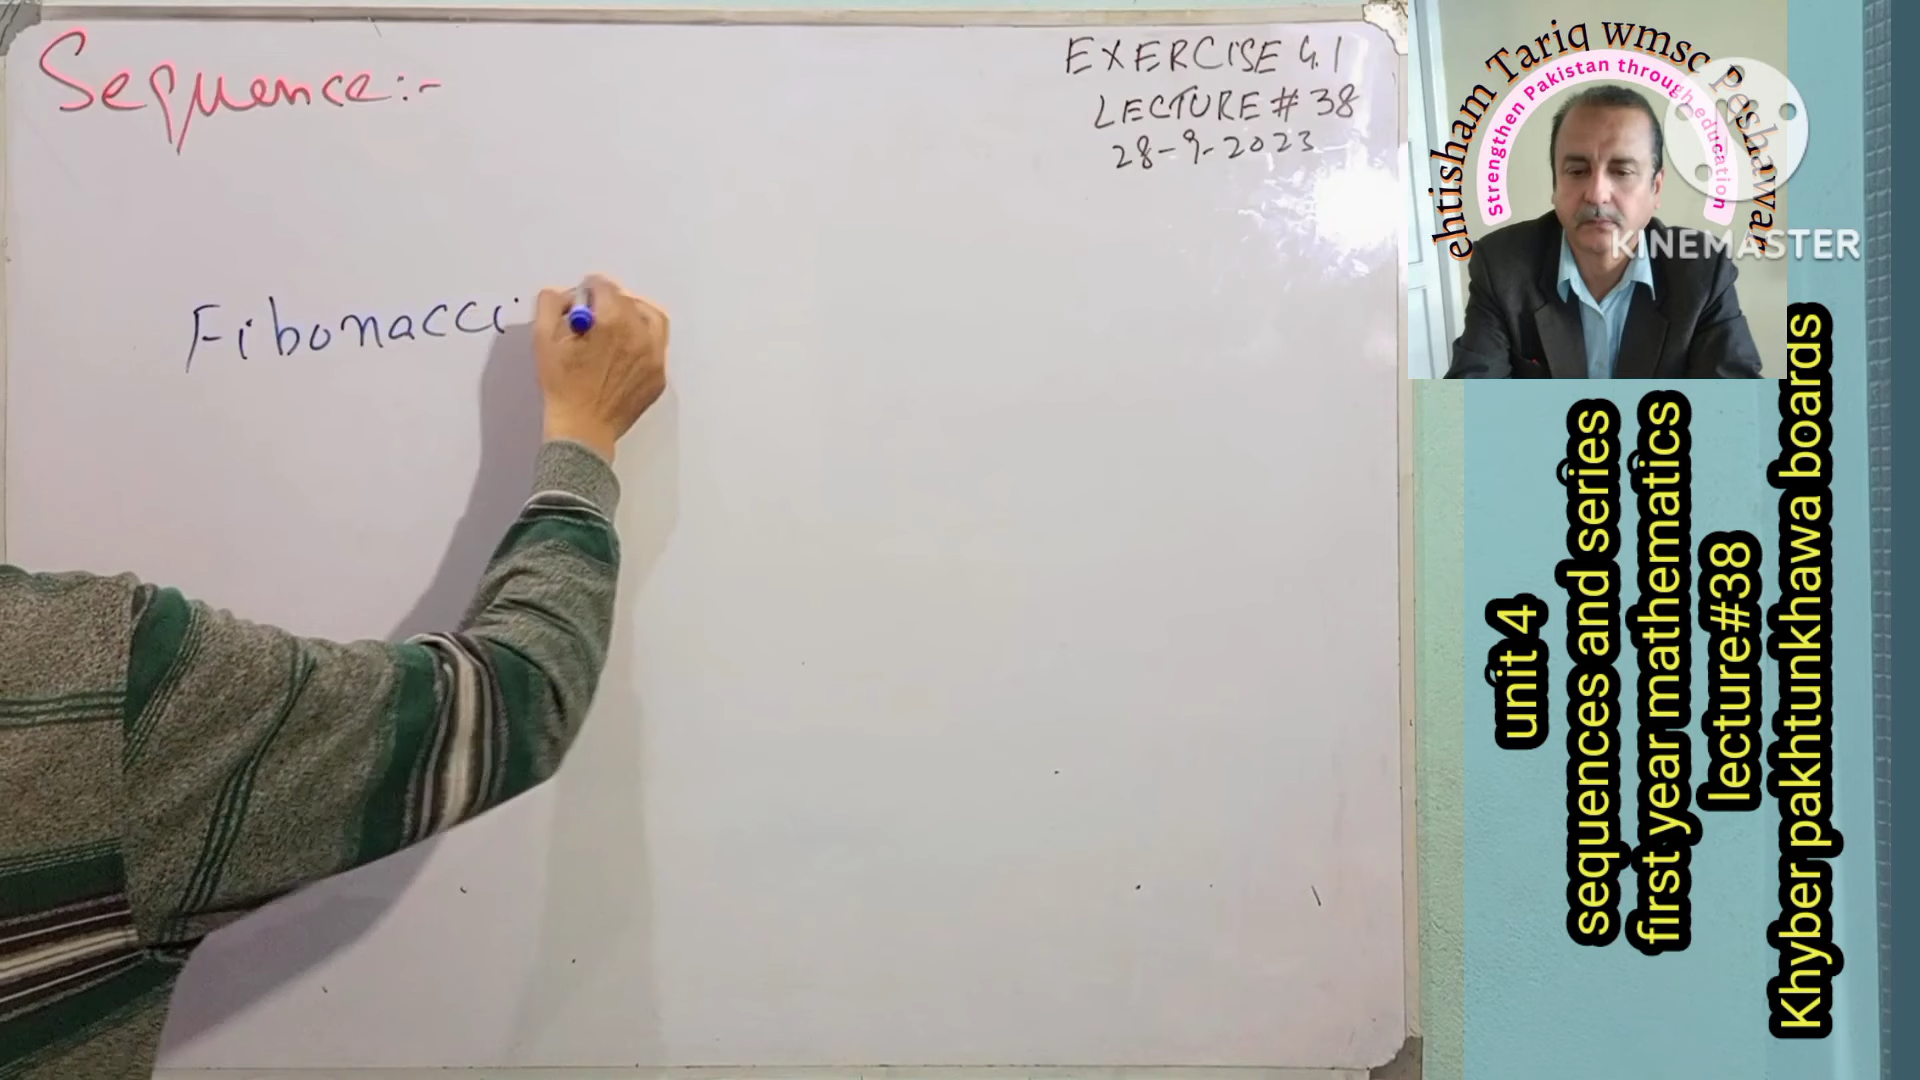 Sequence:-
EXERCISE 4.1
LECTURE # 38
28-9-2023
Fibonacci
ehtisham Tariq wmsc Peshawar
Strengthen Pakistan through education
KINEMASTER
unit 4
sequences and series
first year mathematics
lecture#38
Khyber pakhtunkhawa boards